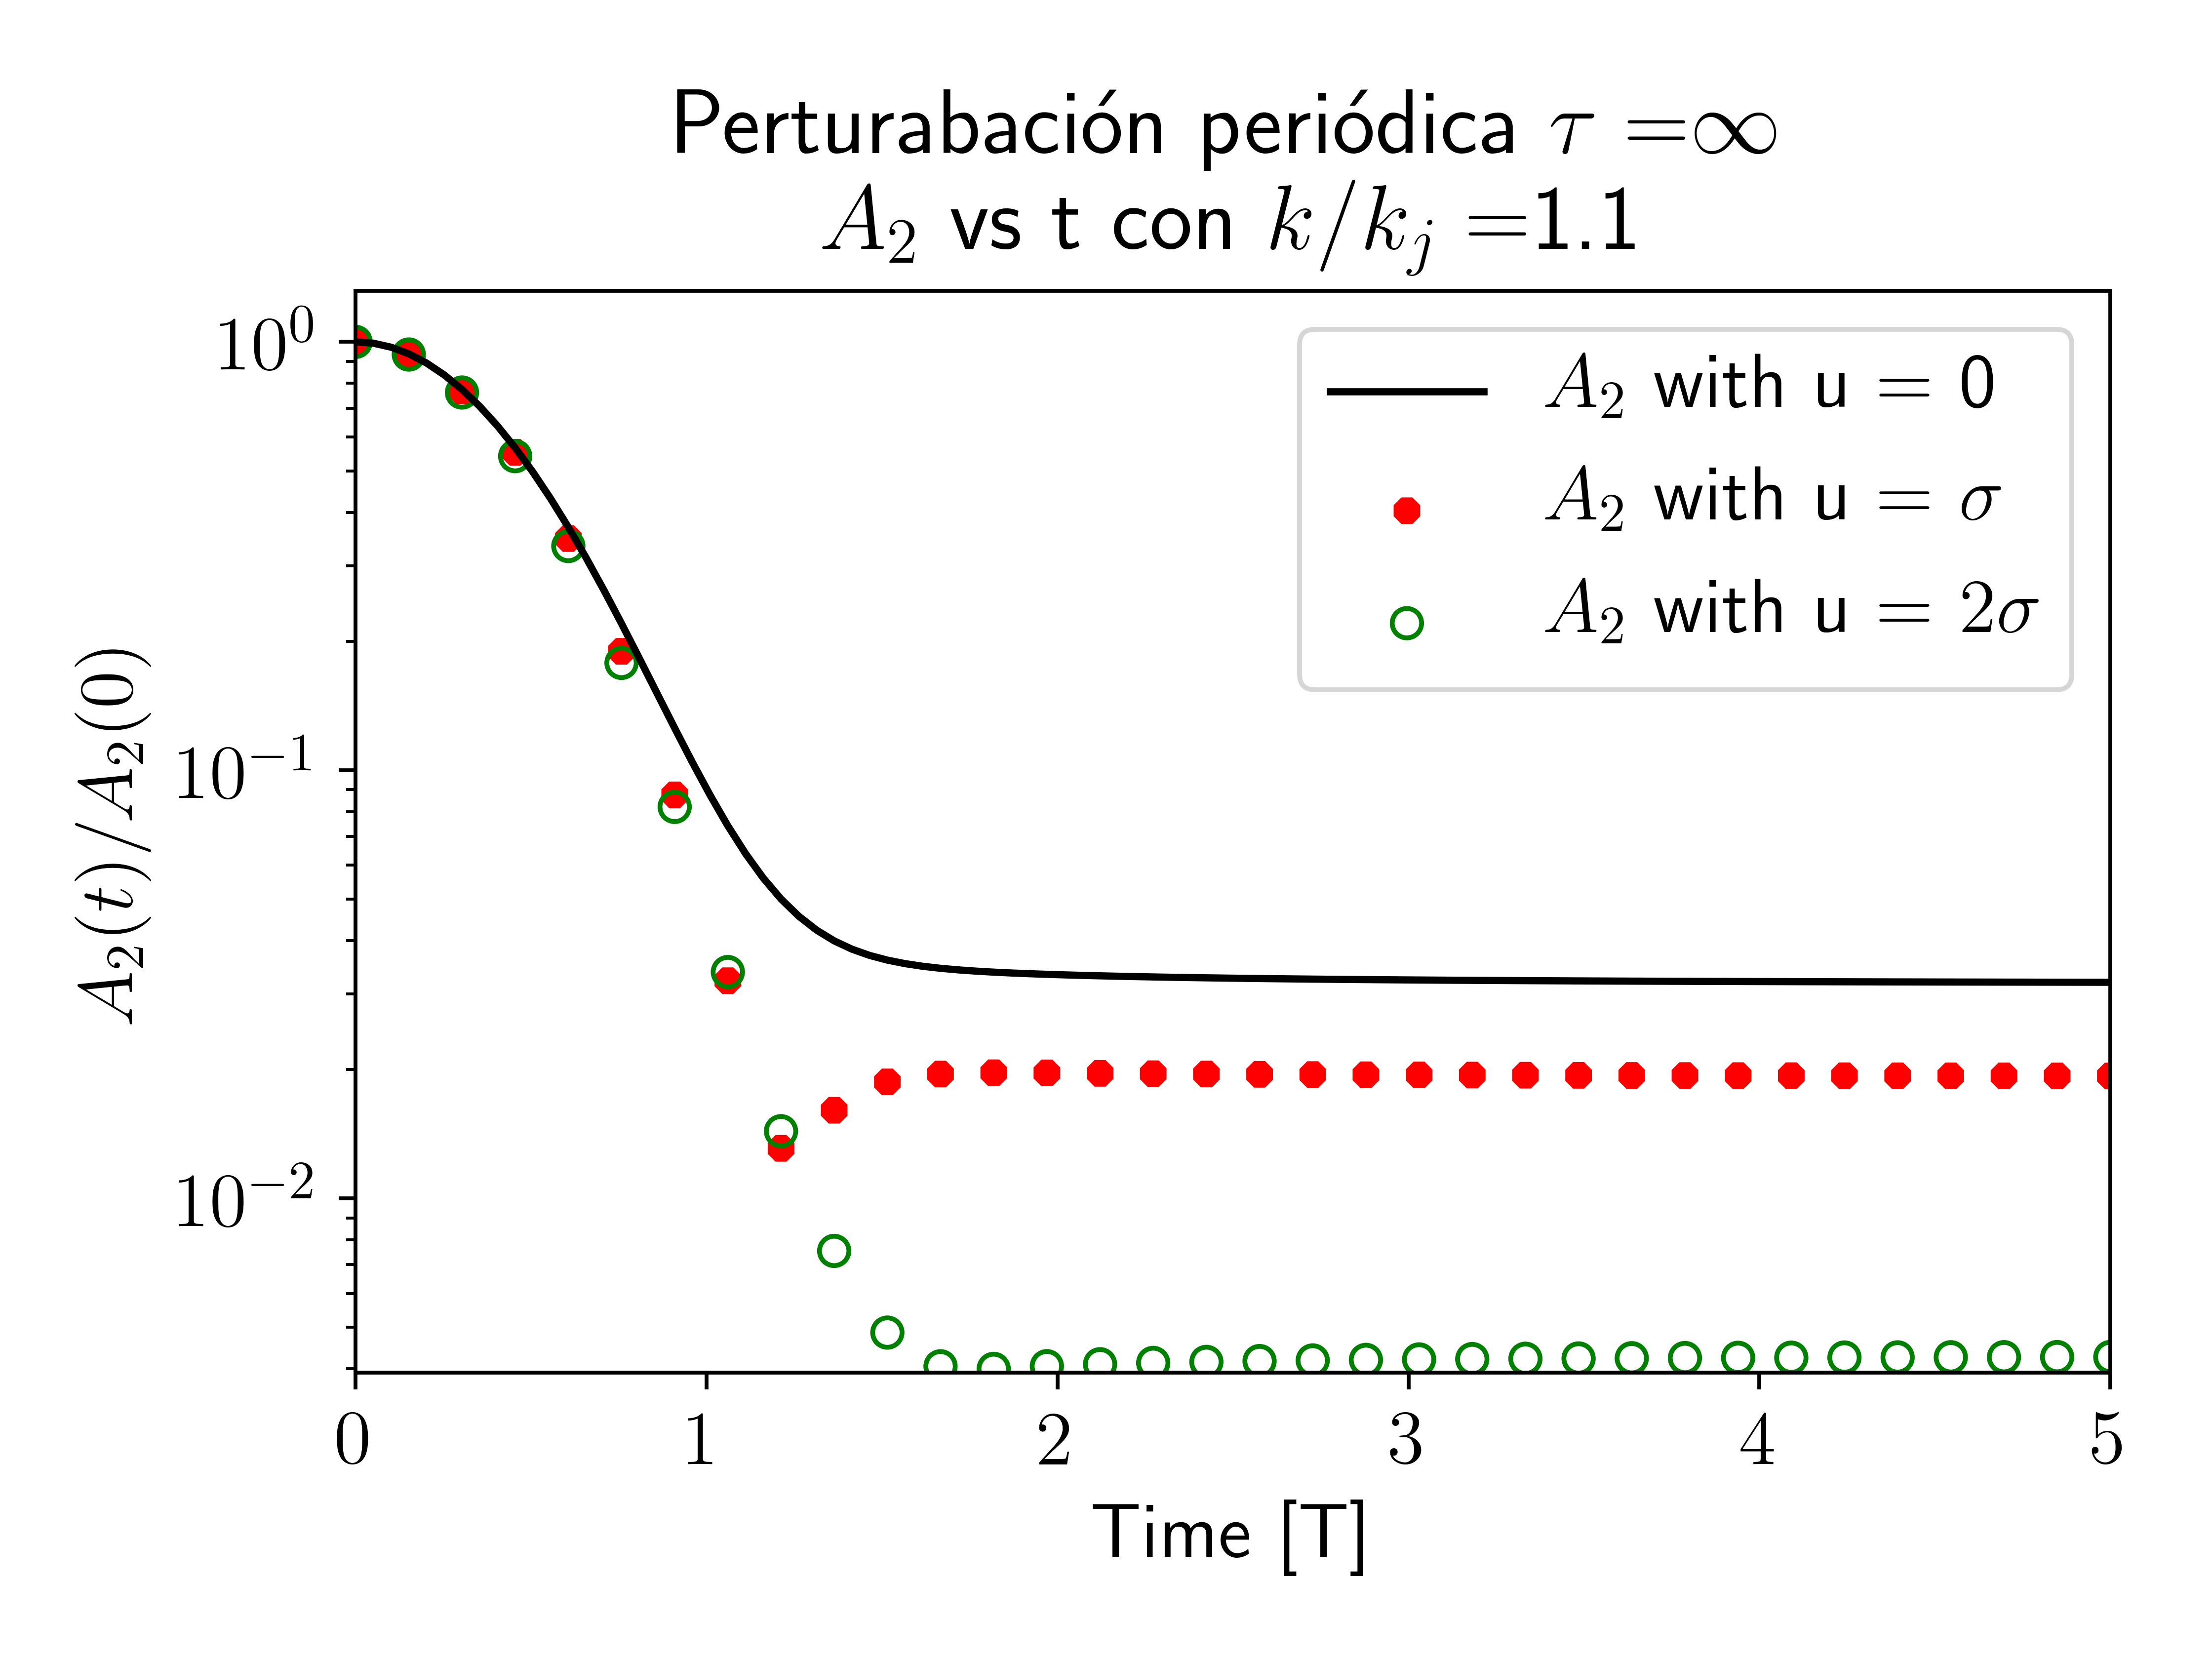 Perturabación periódica τ =∞
A₂ vs t con k/kⱼ =1.1
A₂ with u = 0
A₂ with u = σ
A₂ with u = 2σ
A₂(t)/A₂(0)
10⁰
10⁻¹
10⁻²
0 1 2 3 4 5
Time [T]